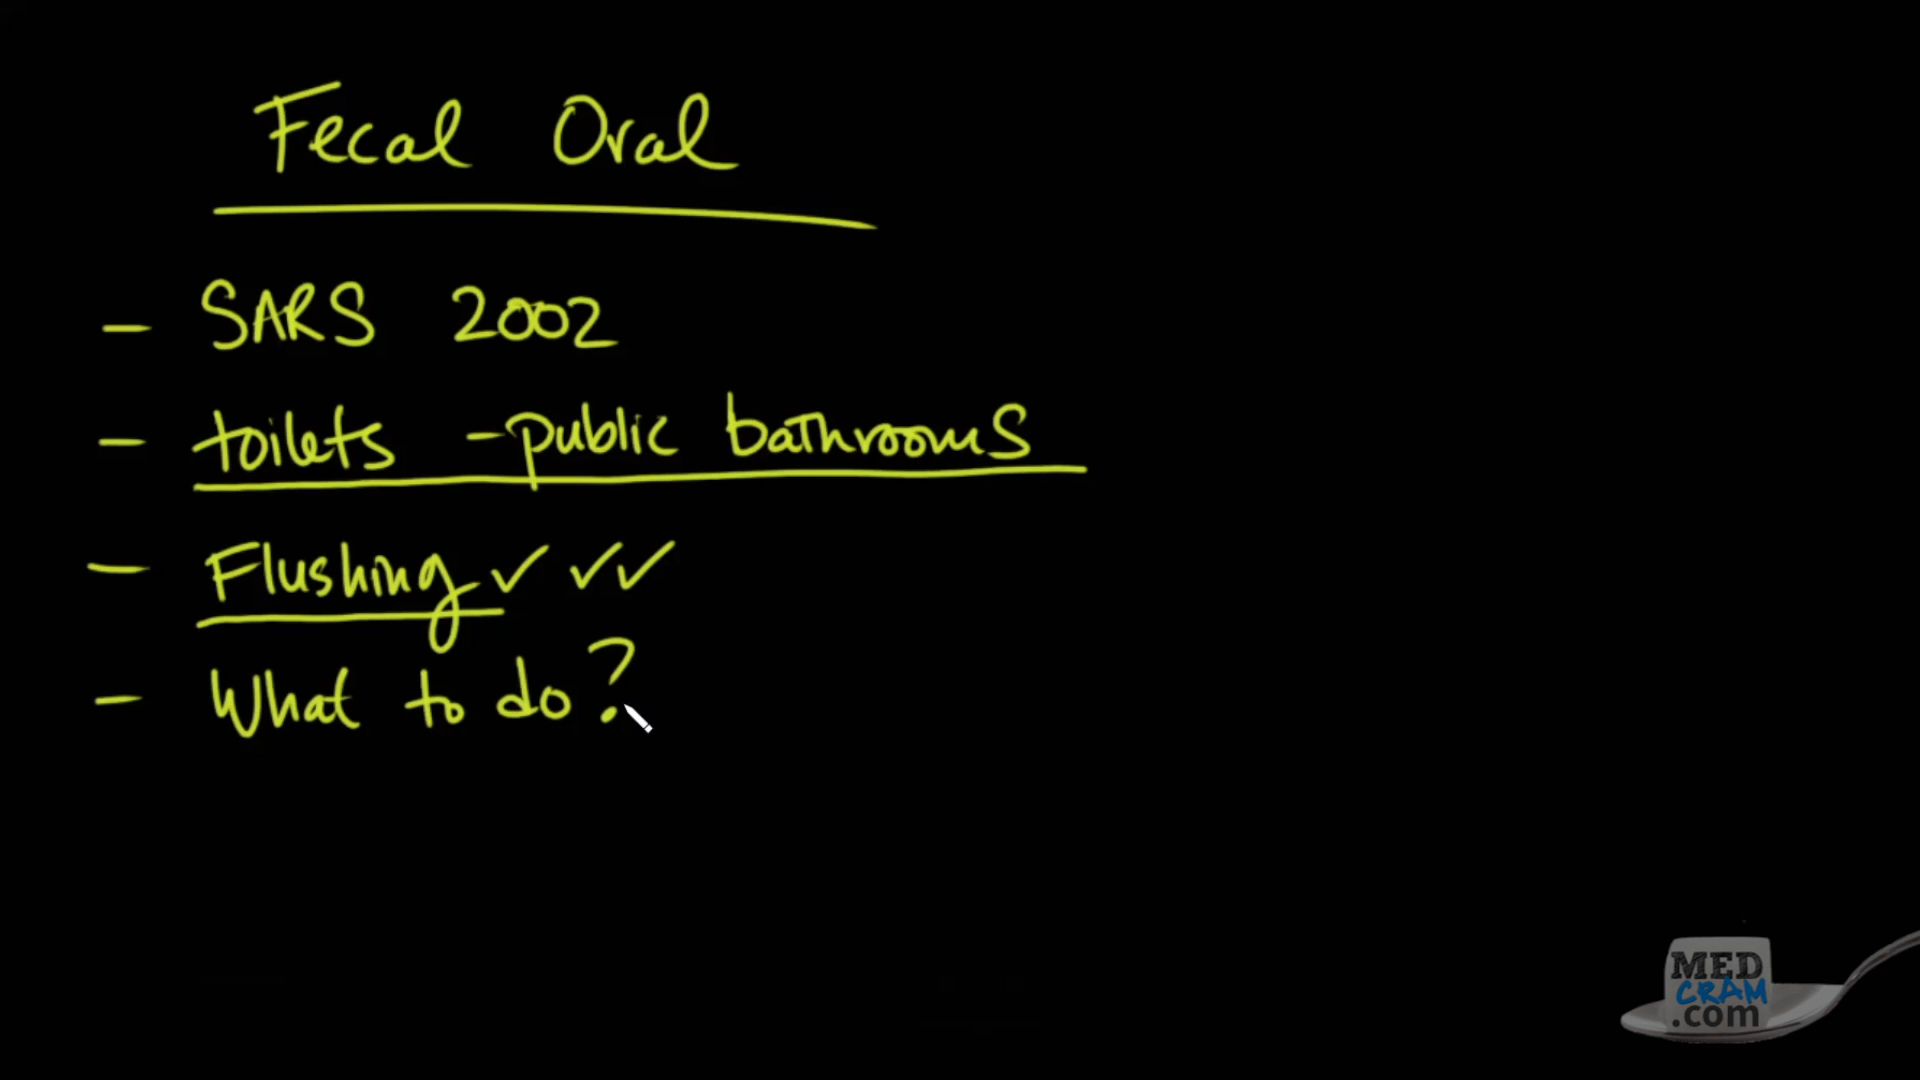 Fecal Oral
- SARS 2002
- toilets - public bathrooms
- Flushing ✓ ✓✓
- What to do?
MED
CRAM
.com